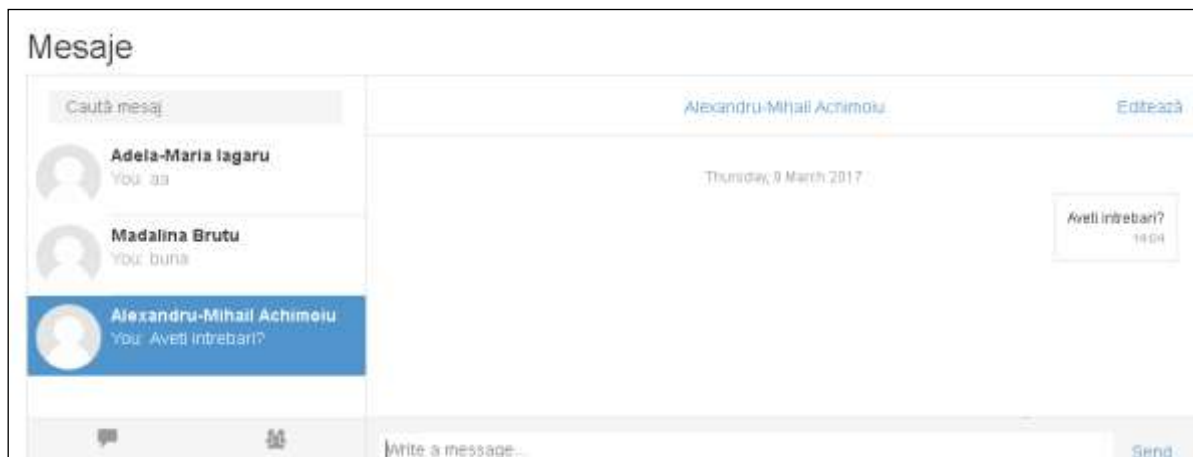 Mesaje
Caută mesaj
Adela-Maria Iagaru
You: aa
Madalina Brutu
You: buna
Alexandru-Mihail Achimoiu
You: Aveti intrebari?
Alexandru-Mihail Achimoiu
Editează
Thursday, 9 March 2017
Aveti intrebari?
14:04
Write a message...
Send